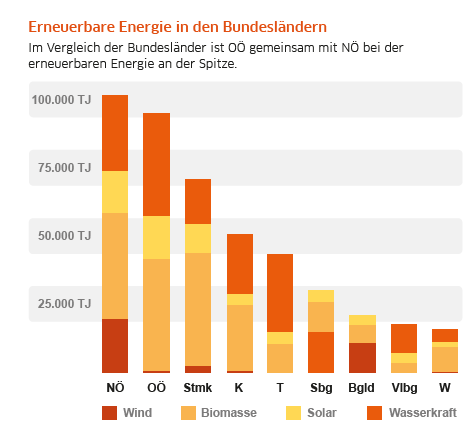 Erneuerbare Energie in den Bundesländern
Im Vergleich der Bundesländer ist OÖ gemeinsam mit NÖ bei der
erneuerbaren Energie an der Spitze.
100.000 TJ
75.000 TJ
50.000 TJ
25.000 TJ
NÖ OÖ Stmk K T Sbg Bgld Vlbg W
Wind Biomasse Solar Wasserkraft